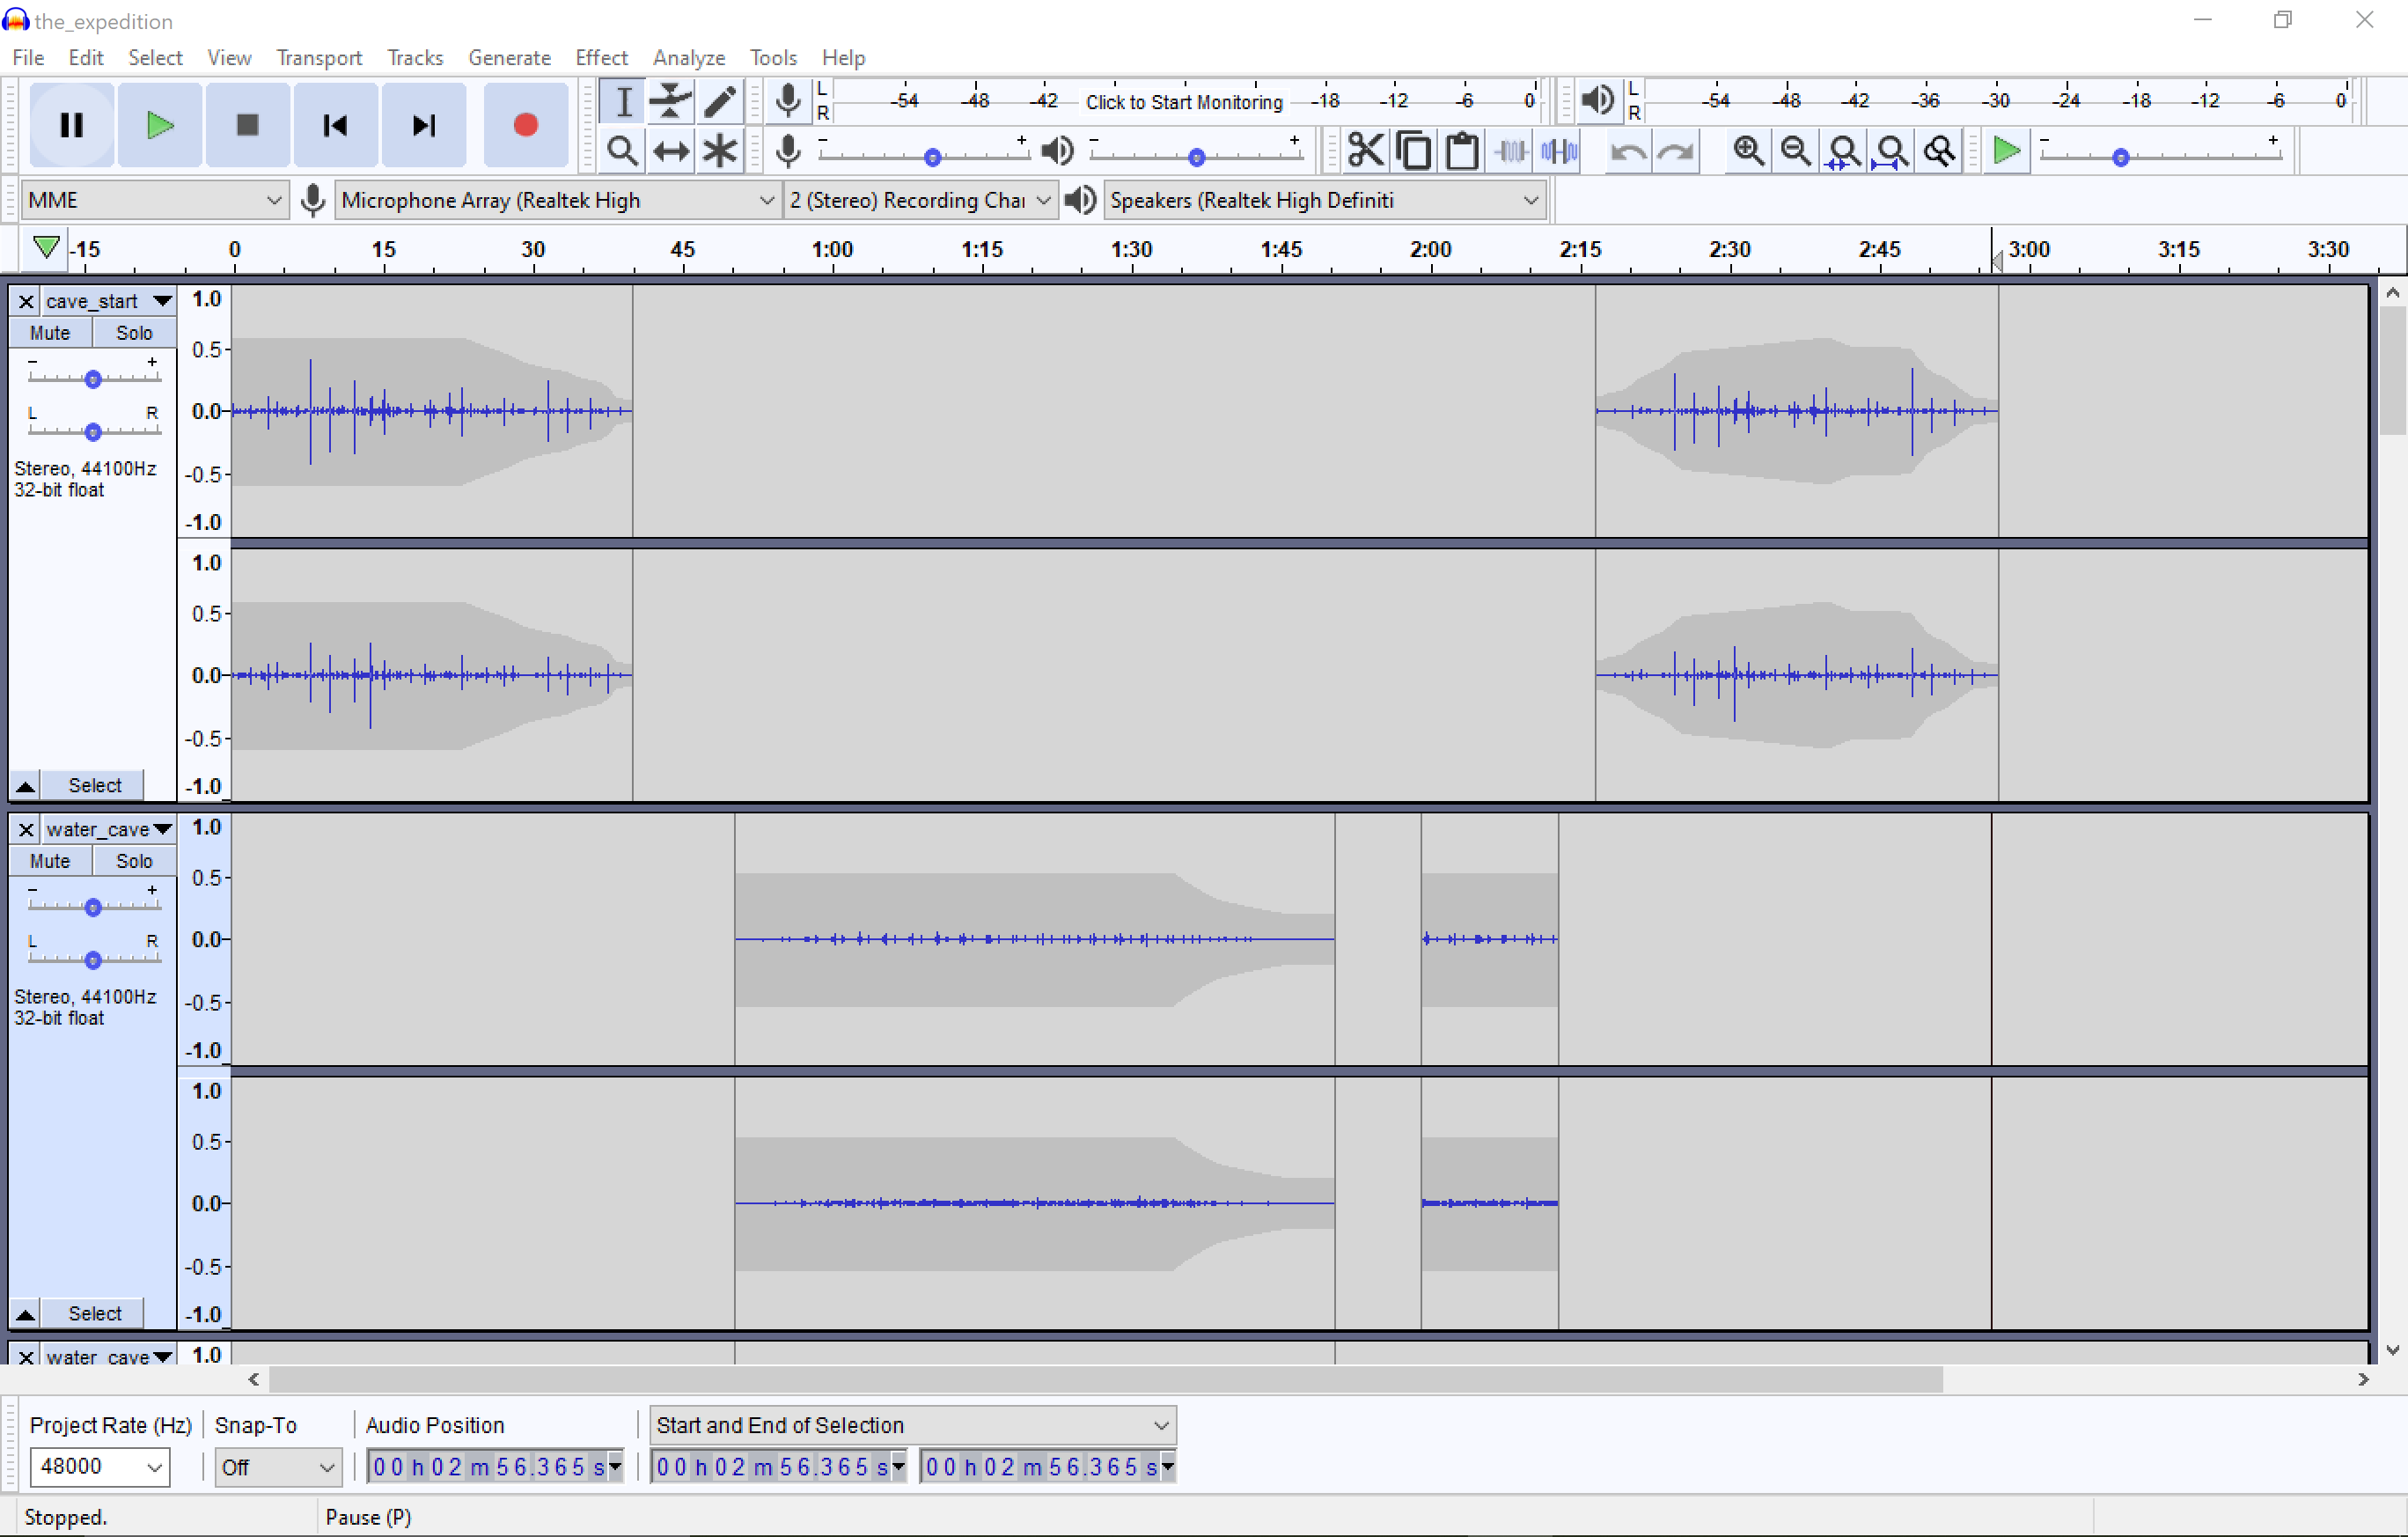 the_expedition
File Edit Select View Transport Tracks Generate Effect Analyze Tools Help
L
R
-54 -48 -42 Click to Start Monitoring -18 -12 -6 0
L
R
-54 -48 -42 -36 -30 -24 -18 -12 -6 0
- + - + - +
MME Microphone Array (Realtek High 2 (Stereo) Recording Chai Speakers (Realtek High Definiti
-15 0 15 30 45 1:00 1:15 1:30 1:45 2:00 2:15 2:30 2:45 3:00 3:15 3:30
cave_start 1.0
Mute Solo
- + 0.5
L R 0.0
Stereo, 44100Hz -0.5
32-bit float
-1.0
1.0
0.5
0.0
-0.5
Select -1.0
water_cave 1.0
Mute Solo
- + 0.5
L R 0.0
Stereo, 44100Hz -0.5
32-bit float
-1.0
1.0
0.5
0.0
-0.5
Select -1.0
water_cave 1.0
Project Rate (Hz) Snap-To Audio Position Start and End of Selection
48000 Off 00 h 02 m 56.365 s 00 h 02 m 56.365 s 00 h 02 m 56.365 s
Stopped. Pause (P)